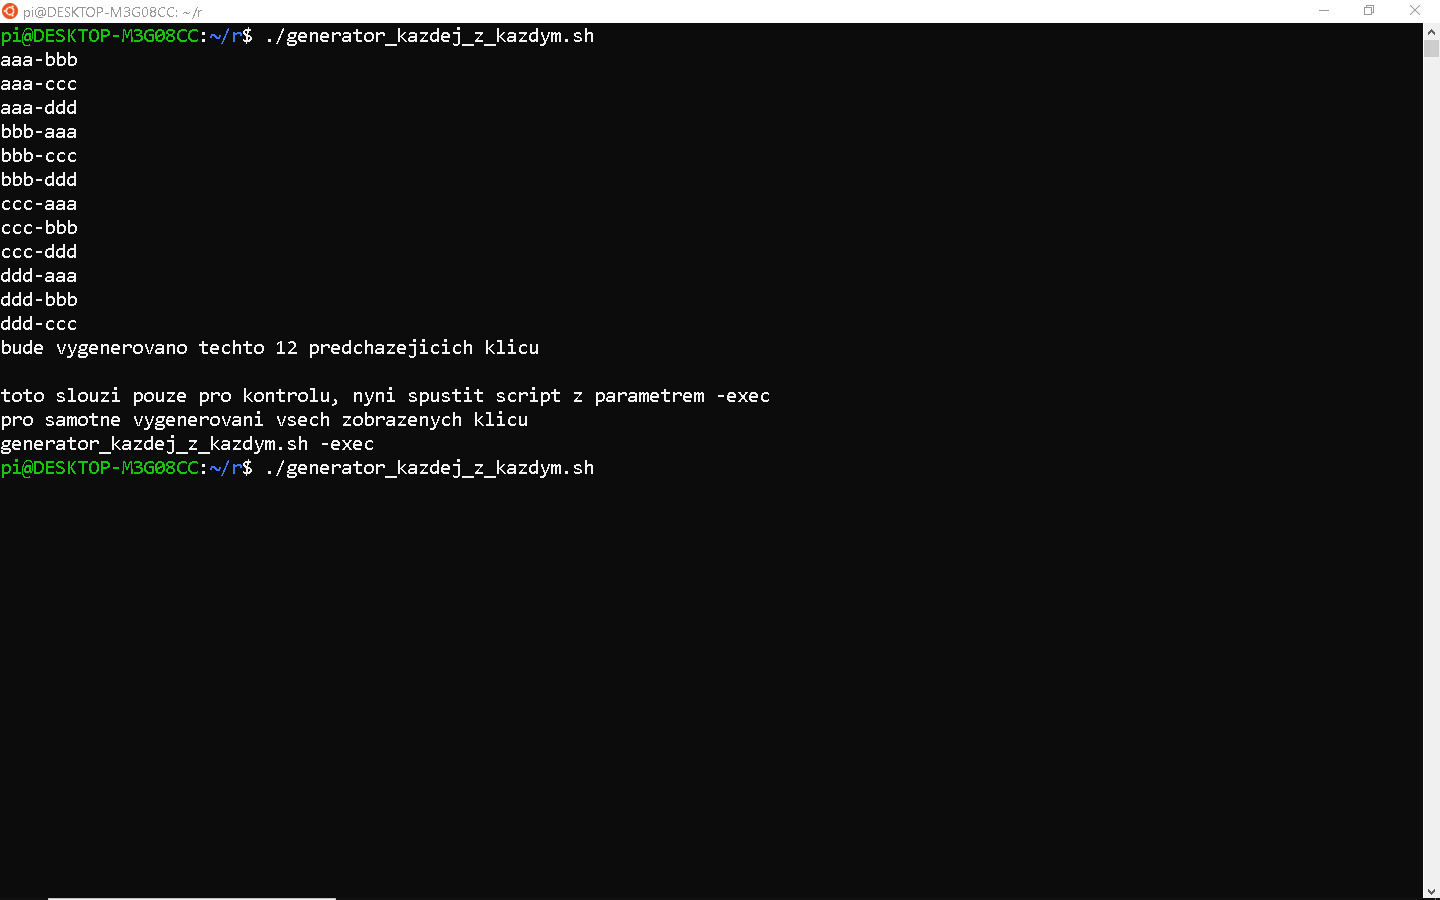 pi@DESKTOP-M3G08CC: ~/r
pi@DESKTOP-M3G08CC:~/r$ ./generator_kazdej_z_kazdym.sh
aaa-bbb
aaa-ccc
aaa-ddd
bbb-aaa
bbb-ccc
bbb-ddd
ccc-aaa
ccc-bbb
ccc-ddd
ddd-aaa
ddd-bbb
ddd-ccc
bude vygenerovano techto 12 predchazejicich klicu
toto slouzi pouze pro kontrolu, nyni spustit script z parametrem -exec
pro samotne vygenerovani vsech zobrazenych klicu
generator_kazdej_z_kazdym.sh -exec
pi@DESKTOP-M3G08CC:~/r$ ./generator_kazdej_z_kazdym.sh